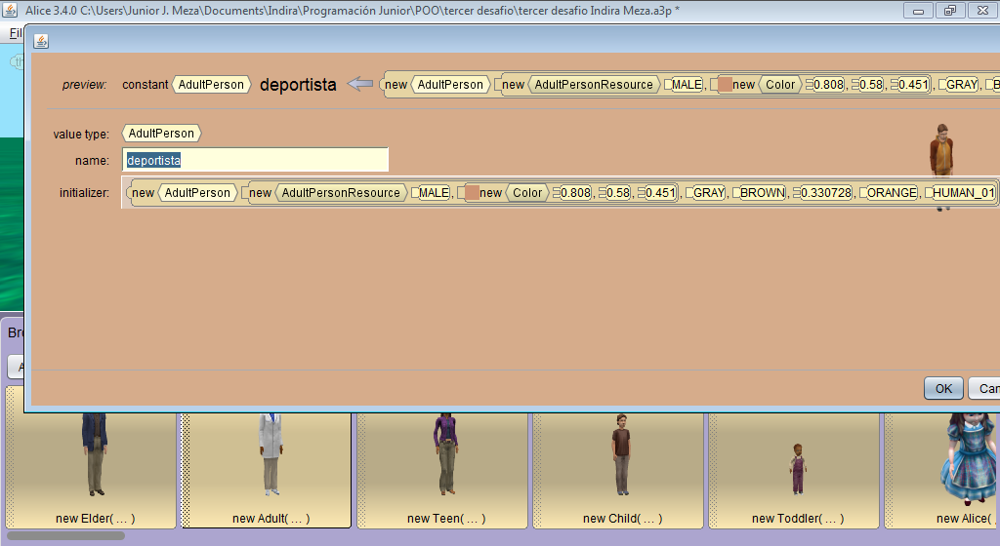 Alice 3.4.0 C:\Users\Junior J. Meza\Documents\Indira\Programación Junior\POO\tercer desafio\tercer desafio Indira Meza.a3p *
preview: constant AdultPerson deportista new AdultPerson new AdultPersonResource MALE, new Color 0.808, 0.58, 0.451, GRAY,
value type: AdultPerson
name: deportista
initializer: new AdultPerson new AdultPersonResource MALE, new Color 0.808, 0.58, 0.451, GRAY, BROWN, 0.330728, ORANGE, HUMAN_01
OK
new Elder( ... ) new Adult( ... ) new Teen( ... ) new Child( ... ) new Toddler( ... ) new Alice(